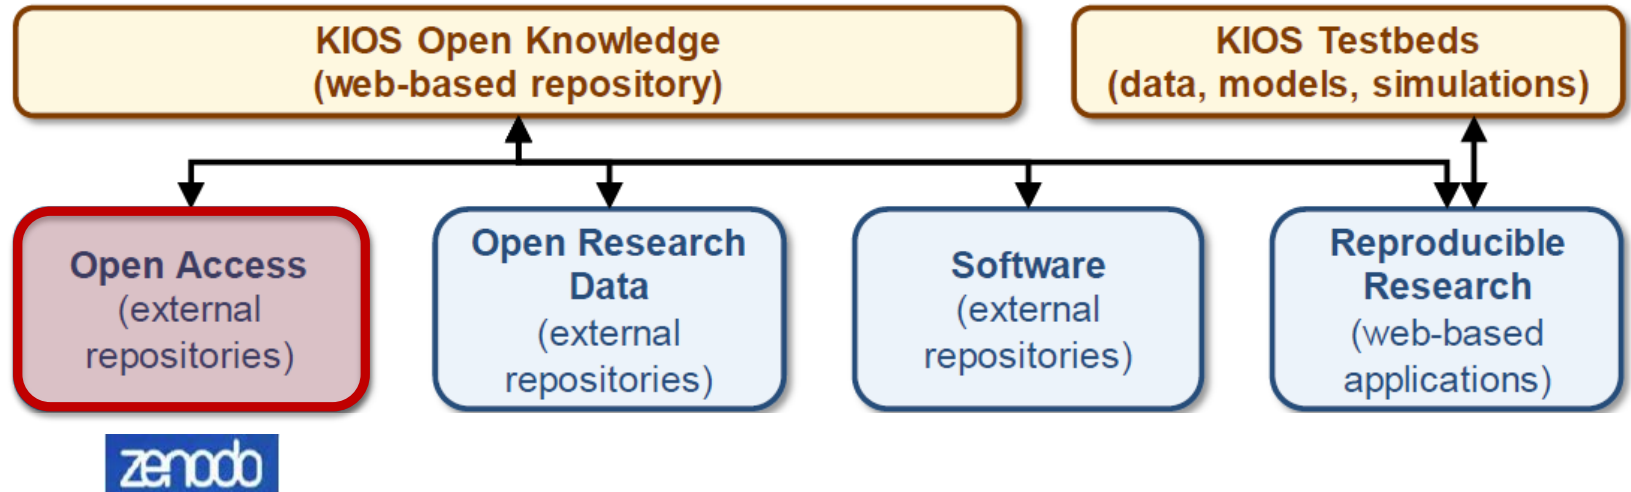 KIOS Open Knowledge
(web-based repository)
KIOS Testbeds
(data, models, simulations)
Open Access
(external
repositories)
Open Research
Data
(external
repositories)
Software
(external
repositories)
Reproducible
Research
(web-based
applications)
zenodo